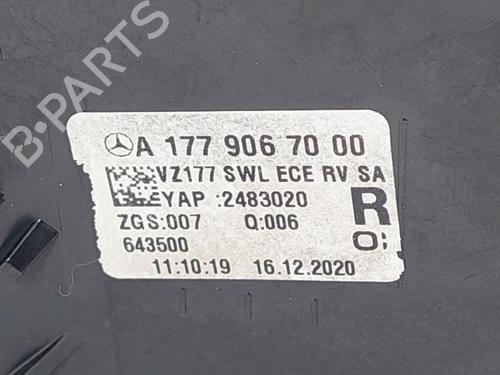 A 177 906 70 00
VZ177 SWL ECE RV SA
YAP :2483020
R
ZGS:007 Q:006
643500
O:
11:10:19 16.12.2020
B-PARTS